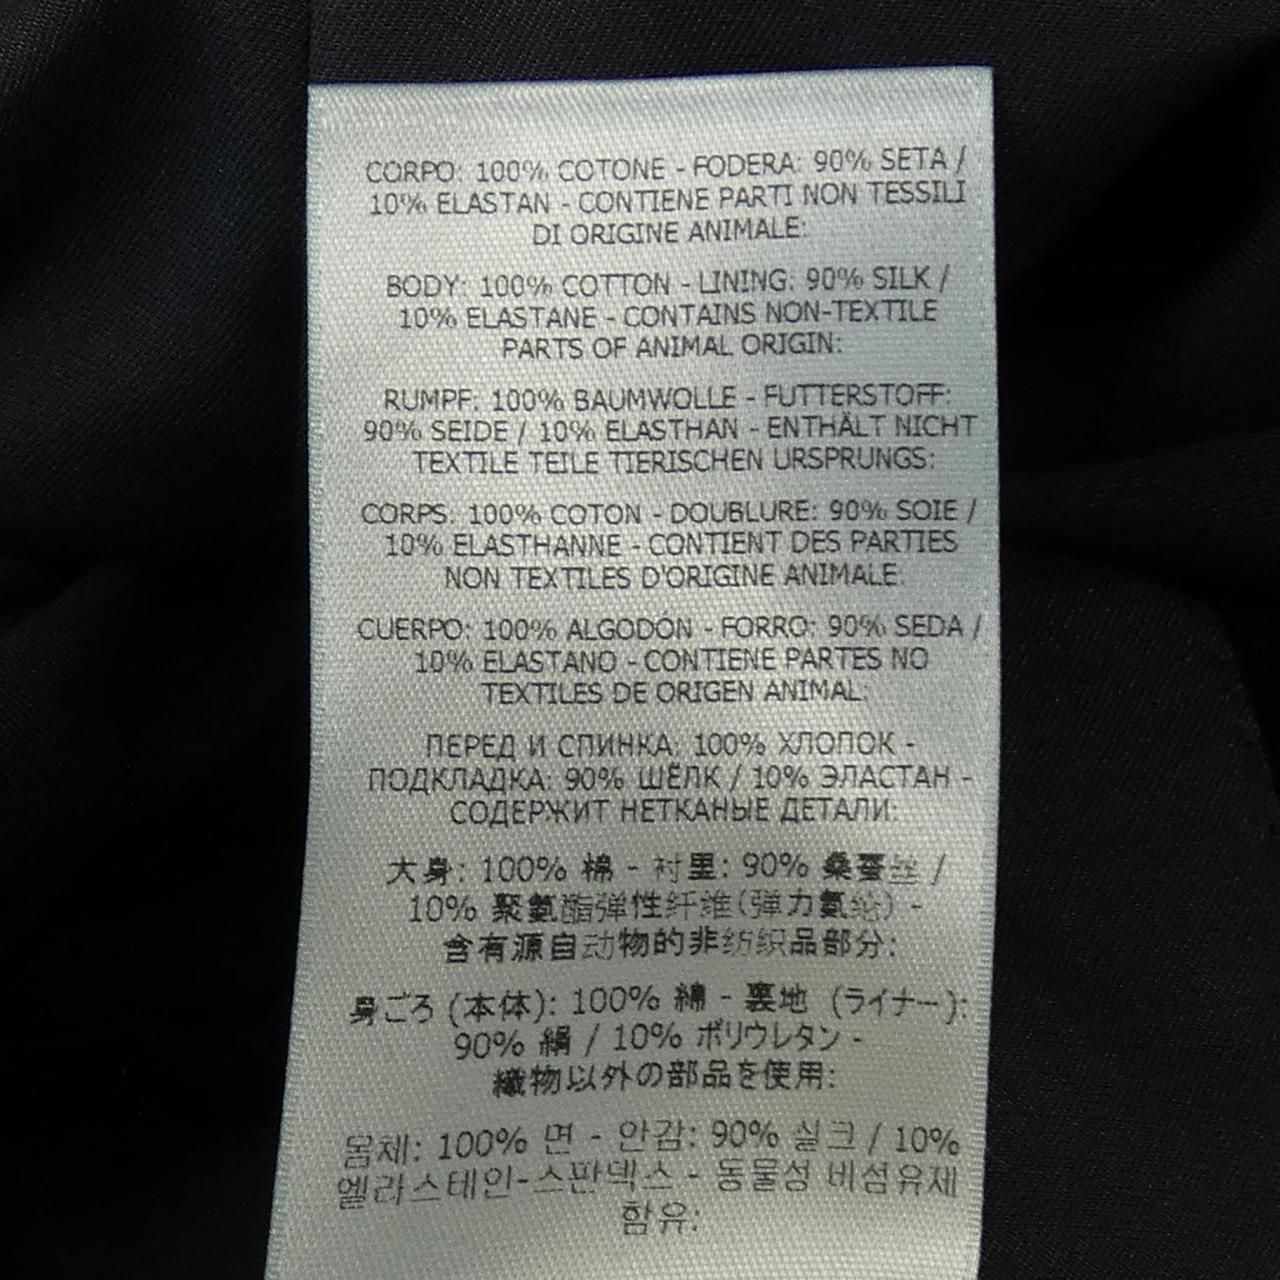 CORPO: 100% COTONE - FODERA: 90% SETA /
10% ELASTAN - CONTIENE PARTI NON TESSILI
DI ORIGINE ANIMALE:
BODY: 100% COTTON - LINING: 90% SILK /
10% ELASTANE - CONTAINS NON-TEXTILE
PARTS OF ANIMAL ORIGIN:
RUMPF: 100% BAUMWOLLE - FUTTERSTOFF:
90% SEIDE / 10% ELASTHAN - ENTHÄLT NICHT
TEXTILE TEILE TIERISCHEN URSPRUNGS:
CORPS: 100% COTON - DOUBLURE: 90% SOIE /
10% ELASTHANNE - CONTIENT DES PARTIES
NON TEXTILES D'ORIGINE ANIMALE:
CUERPO: 100% ALGODÓN - FORRO: 90% SEDA /
10% ELASTANO - CONTIENE PARTES NO
TEXTILES DE ORIGEN ANIMAL:
ПЕРЕД И СПИНКА: 100% ХЛОПОК -
ПОДКЛАДКА: 90% ШЁЛК / 10% ЭЛАСТАН -
СОДЕРЖИТ НЕТКАНЫЕ ДЕТАЛИ:
大身: 100% 棉 - 衬里: 90% 桑蚕丝 /
10% 聚氨酯弹性纤维(弹力氨纶) -
含有源自动物的非纺织品部分:
身ごろ (本体): 100% 綿 - 裏地 (ライナー):
90% 絹 / 10% ポリウレタン -
繊物以外の部品を使用:
몸체: 100% 면 - 안감: 90% 실크 / 10%
엘라스테인-스판덱스 - 동물성 비섬유제
함유: